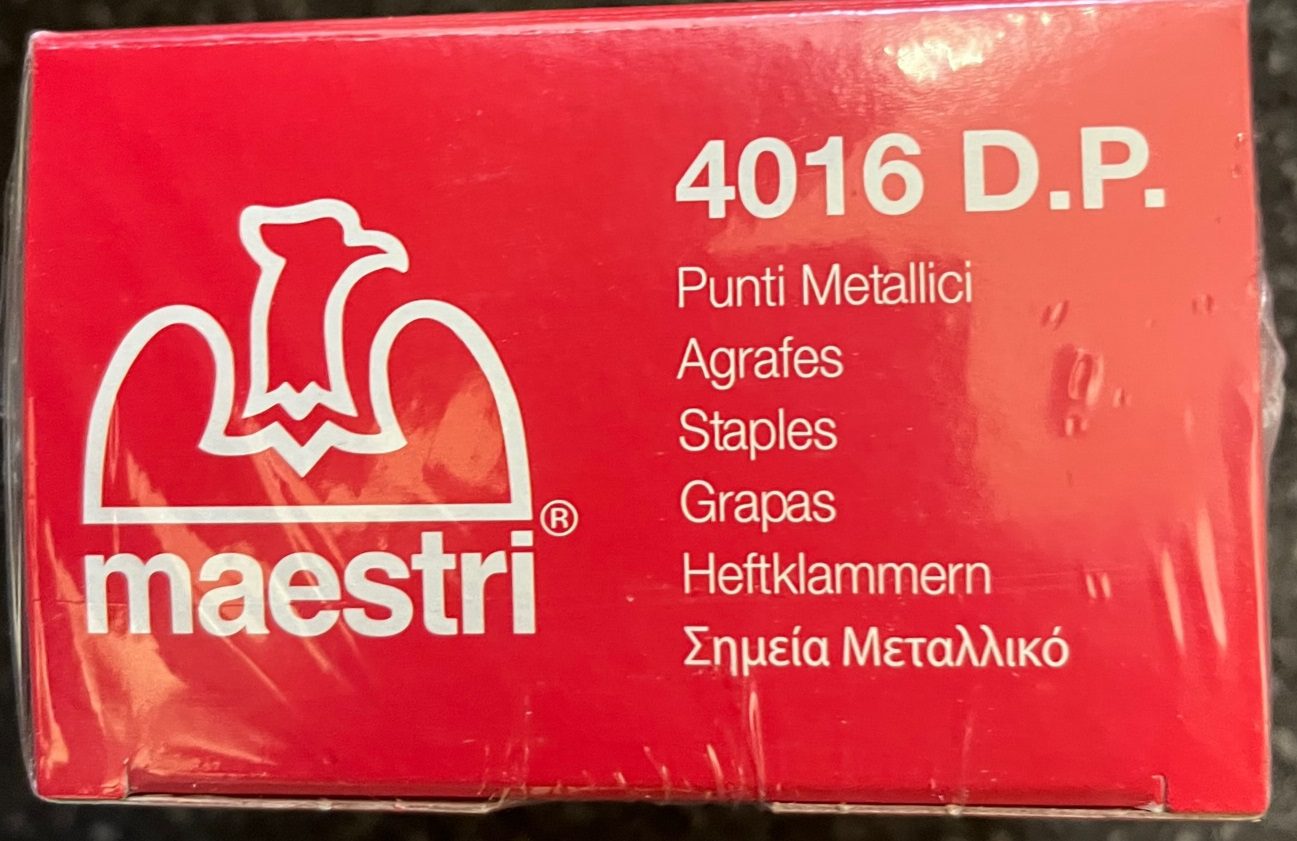 maestri®
4016 D.P.
Punti Metallici
Agrafes
Staples
Grapas
Heftklammern
Σημεία Μεταλλικό